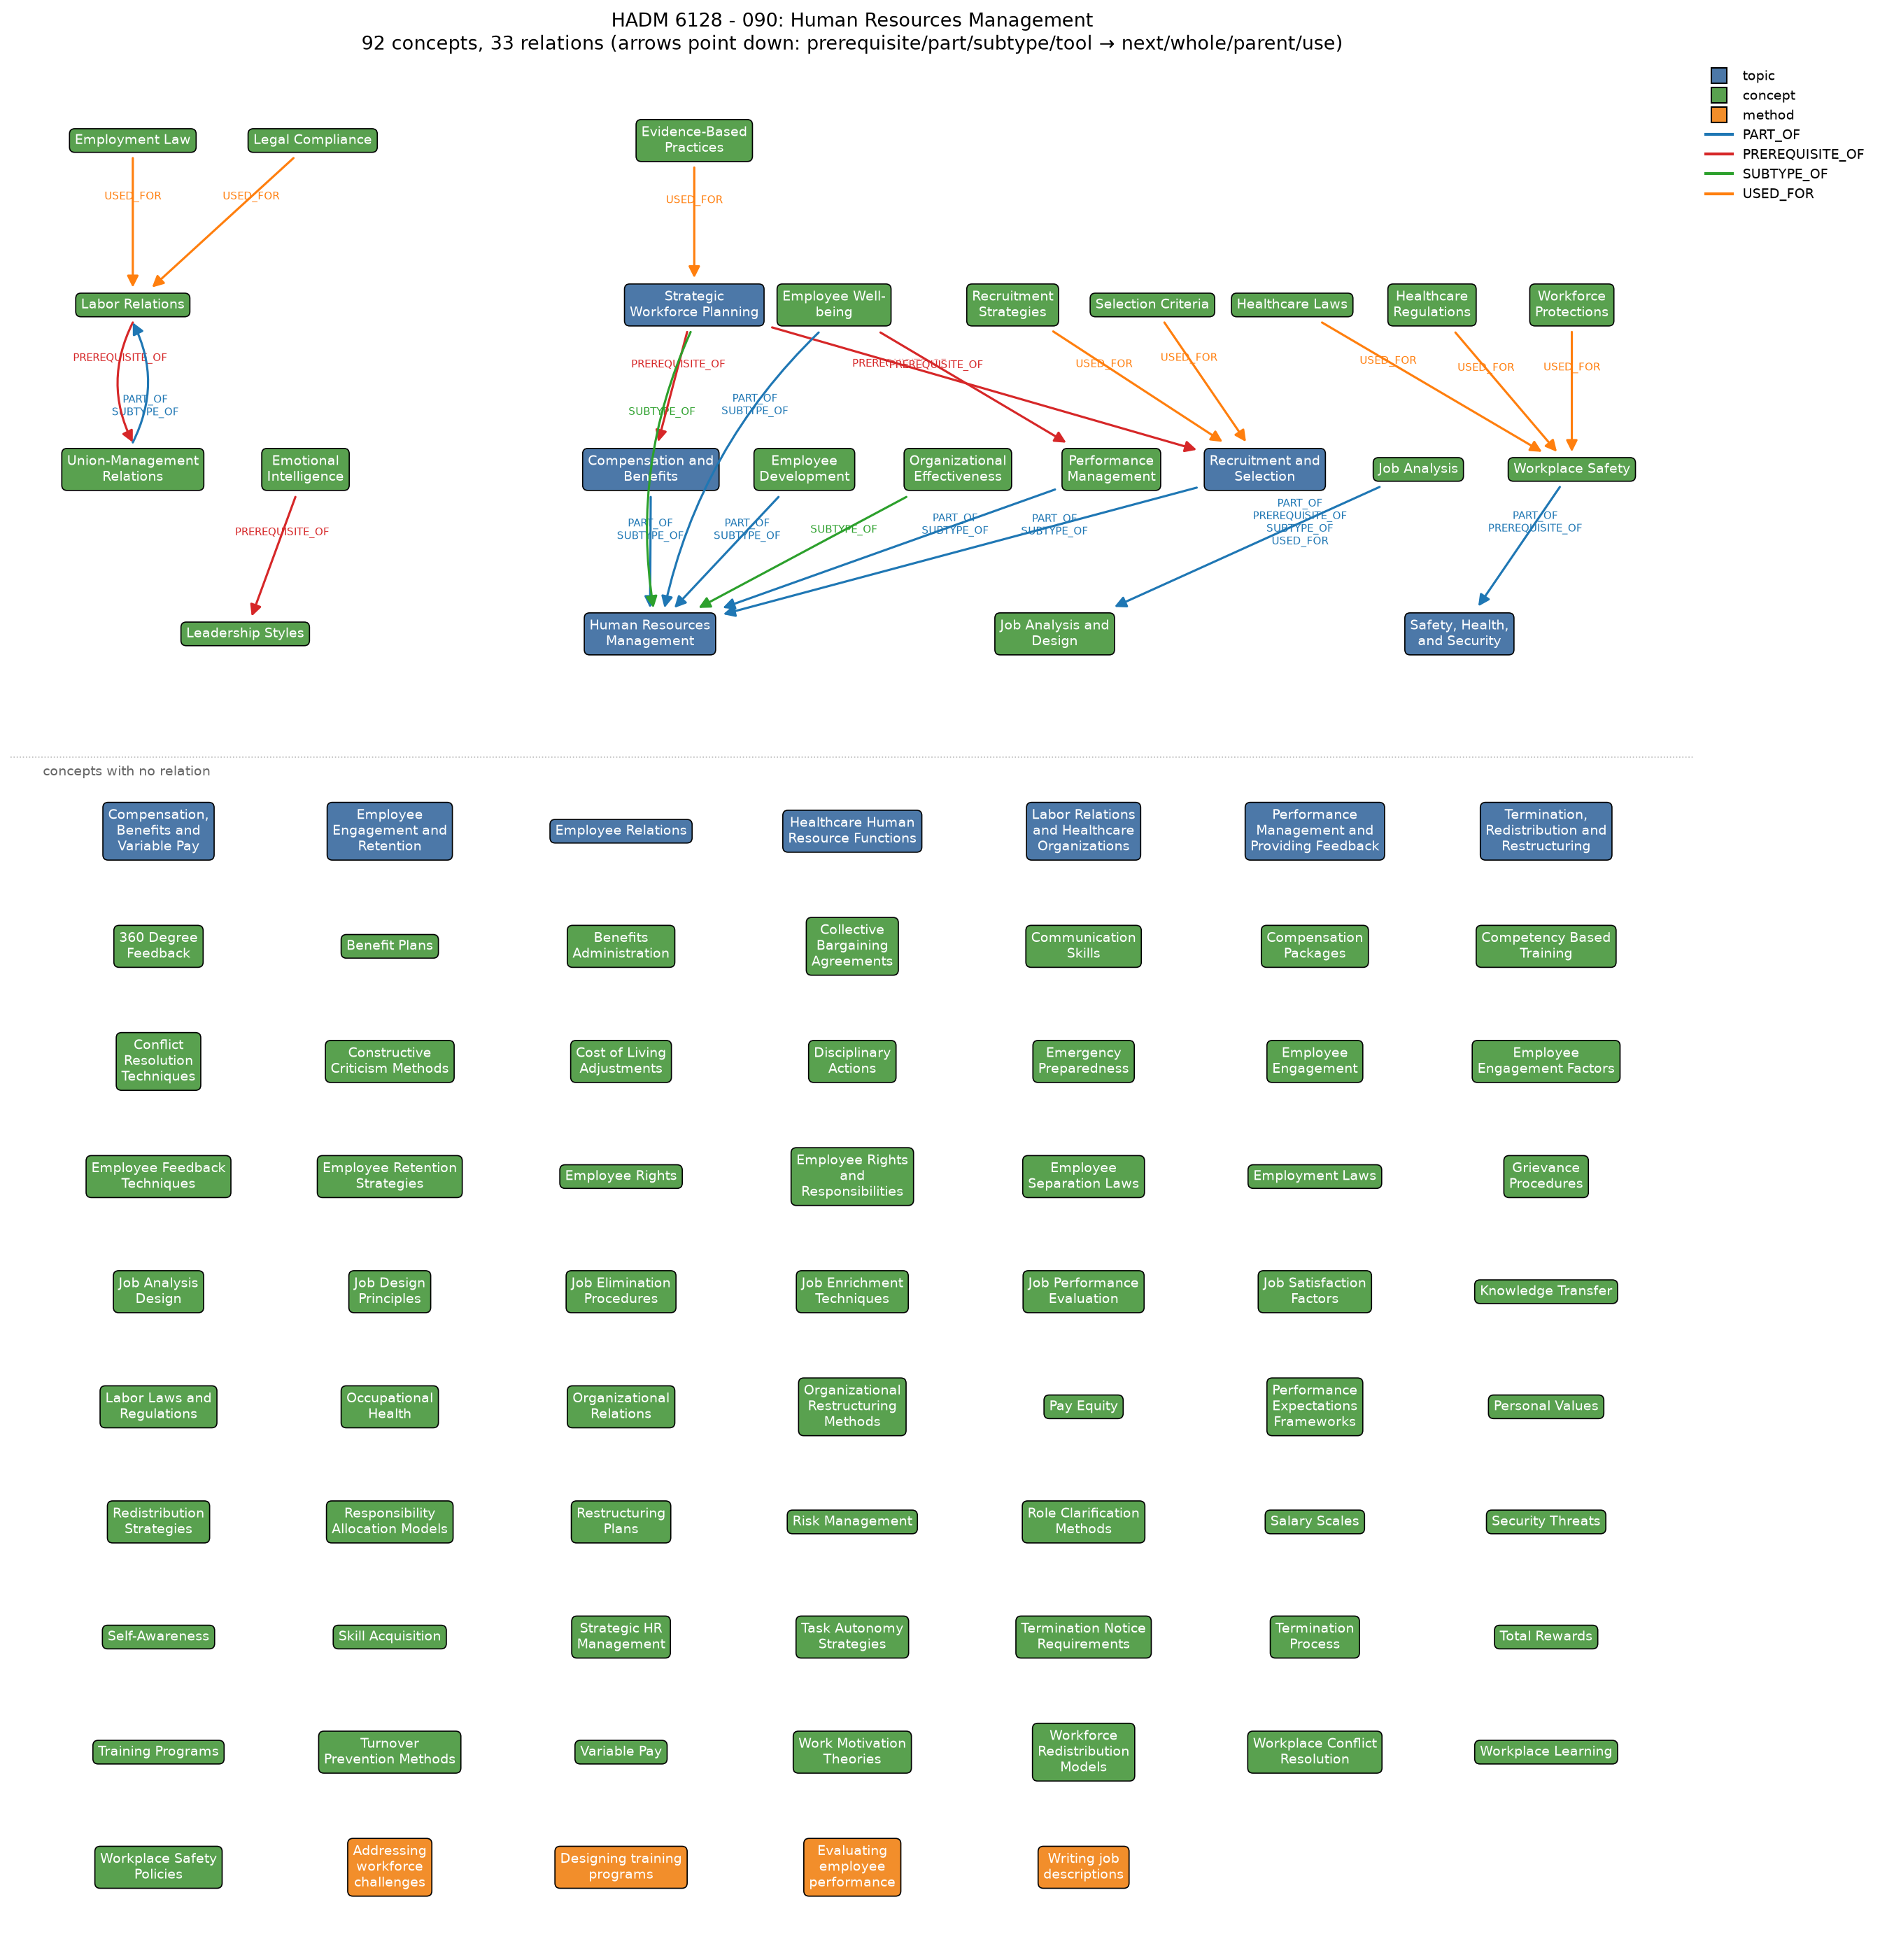 HADM 6128 - 090: Human Resources Management
92 concepts, 33 relations (arrows point down: prerequisite/part/subtype/tool → next/whole/parent/use)
topic
concept
method
PART_OF
PREREQUISITE_OF
SUBTYPE_OF
USED_FOR
Employment Law
Legal Compliance
Evidence-Based
Practices
USED_FOR
USED_FOR
USED_FOR
Labor Relations
Strategic
Workforce Planning
Employee Well-
being
Recruitment
Strategies
Selection Criteria
Healthcare Laws
Healthcare
Regulations
Workforce
Protections
PREREQUISITE_OF
PREREQUISITE_OF
PREREQUISITE_OF
USED_FOR
USED_FOR
USED_FOR
USED_FOR
USED_FOR
PART_OF
SUBTYPE_OF
SUBTYPE_OF
PART_OF
SUBTYPE_OF
Union-Management
Relations
Emotional
Intelligence
Compensation and
Benefits
Employee
Development
Organizational
Effectiveness
Performance
Management
Recruitment and
Selection
Job Analysis
Workplace Safety
PREREQUISITE_OF
PART_OF
SUBTYPE_OF
PART_OF
SUBTYPE_OF
SUBTYPE_OF
PART_OF
SUBTYPE_OF
PART_OF
SUBTYPE_OF
PART_OF
PREREQUISITE_OF
SUBTYPE_OF
USED_FOR
PART_OF
PREREQUISITE_OF
Leadership Styles
Human Resources
Management
Job Analysis and
Design
Safety, Health,
and Security
concepts with no relation
Compensation,
Benefits and
Variable Pay
Employee
Engagement and
Retention
Employee Relations
Healthcare Human
Resource Functions
Labor Relations
and Healthcare
Organizations
Performance
Management and
Providing Feedback
Termination,
Redistribution and
Restructuring
360 Degree
Feedback
Benefit Plans
Benefits
Administration
Collective
Bargaining
Agreements
Communication
Skills
Compensation
Packages
Competency Based
Training
Conflict
Resolution
Techniques
Constructive
Criticism Methods
Cost of Living
Adjustments
Disciplinary
Actions
Emergency
Preparedness
Employee
Engagement
Employee
Engagement Factors
Employee Feedback
Techniques
Employee Retention
Strategies
Employee Rights
Employee Rights
and
Responsibilities
Employee
Separation Laws
Employment Laws
Grievance
Procedures
Job Analysis
Design
Job Design
Principles
Job Elimination
Procedures
Job Enrichment
Techniques
Job Performance
Evaluation
Job Satisfaction
Factors
Knowledge Transfer
Labor Laws and
Regulations
Occupational
Health
Organizational
Relations
Organizational
Restructuring
Methods
Pay Equity
Performance
Expectations
Frameworks
Personal Values
Redistribution
Strategies
Responsibility
Allocation Models
Restructuring
Plans
Risk Management
Role Clarification
Methods
Salary Scales
Security Threats
Self-Awareness
Skill Acquisition
Strategic HR
Management
Task Autonomy
Strategies
Termination Notice
Requirements
Termination
Process
Total Rewards
Training Programs
Turnover
Prevention Methods
Variable Pay
Work Motivation
Theories
Workforce
Redistribution
Models
Workplace Conflict
Resolution
Workplace Learning
Workplace Safety
Policies
Addressing
workforce
challenges
Designing training
programs
Evaluating
employee
performance
Writing job
descriptions